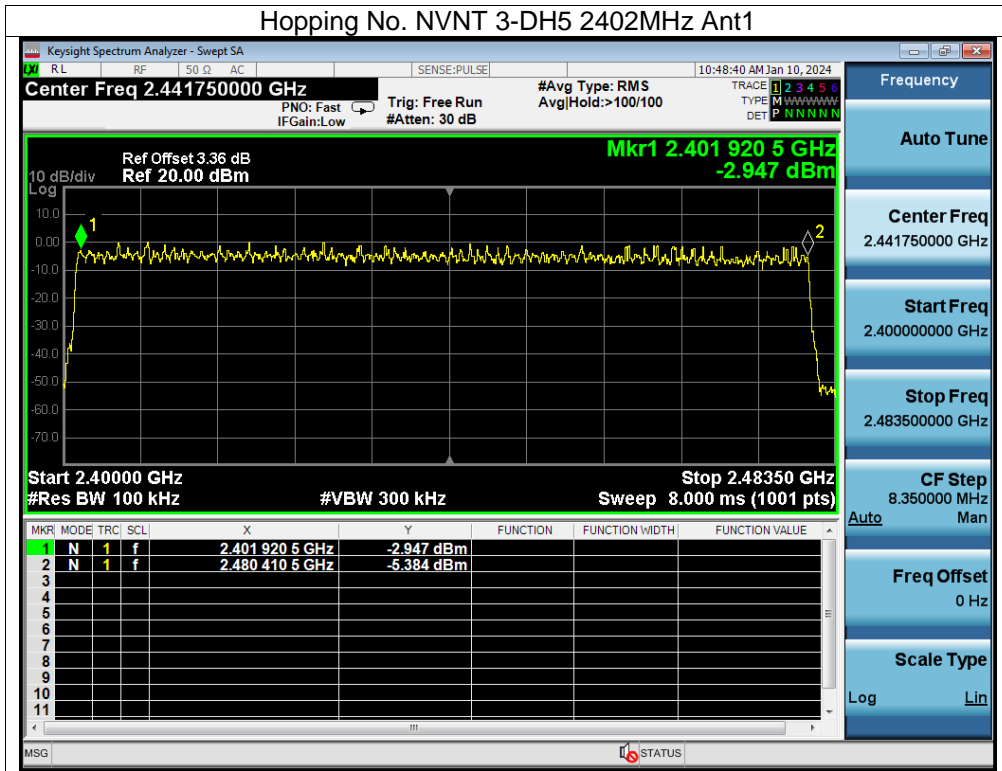 Hopping No. NVNT 3-DH5 2402MHz Ant1
Keysight Spectrum Analyzer - Swept SA
LXI RL RF 50 Ω AC SENSE:PULSE 10:48:40 AM Jan 10, 2024
Center Freq 2.441750000 GHz
PNO: Fast
IFGain:Low
Trig: Free Run
#Atten: 30 dB
#Avg Type: RMS
Avg|Hold:>100/100
TRACE 1 2 3 4 5 6
TYPE M WWWWW
DET P N N N N N
Mkr1 2.401 920 5 GHz
-2.947 dBm
Ref Offset 3.36 dB
10 dB/div Ref 20.00 dBm
Log
10.0
0.00
-10.0
-20.0
-30.0
-40.0
-50.0
-60.0
-70.0
1
2
Start 2.40000 GHz Stop 2.48350 GHz
#Res BW 100 kHz #VBW 300 kHz Sweep 8.000 ms (1001 pts)
MKR MODE TRC SCL X Y FUNCTION FUNCTION WIDTH FUNCTION VALUE
1 N 1 f 2.401 920 5 GHz -2.947 dBm
2 N 1 f 2.480 410 5 GHz -5.384 dBm
3
4
5
6
7
8
9
10
11
MSG STATUS
Frequency
Auto Tune
Center Freq
2.441750000 GHz
Start Freq
2.400000000 GHz
Stop Freq
2.483500000 GHz
CF Step
8.350000 MHz
Auto Man
Freq Offset
0 Hz
Scale Type
Log Lin